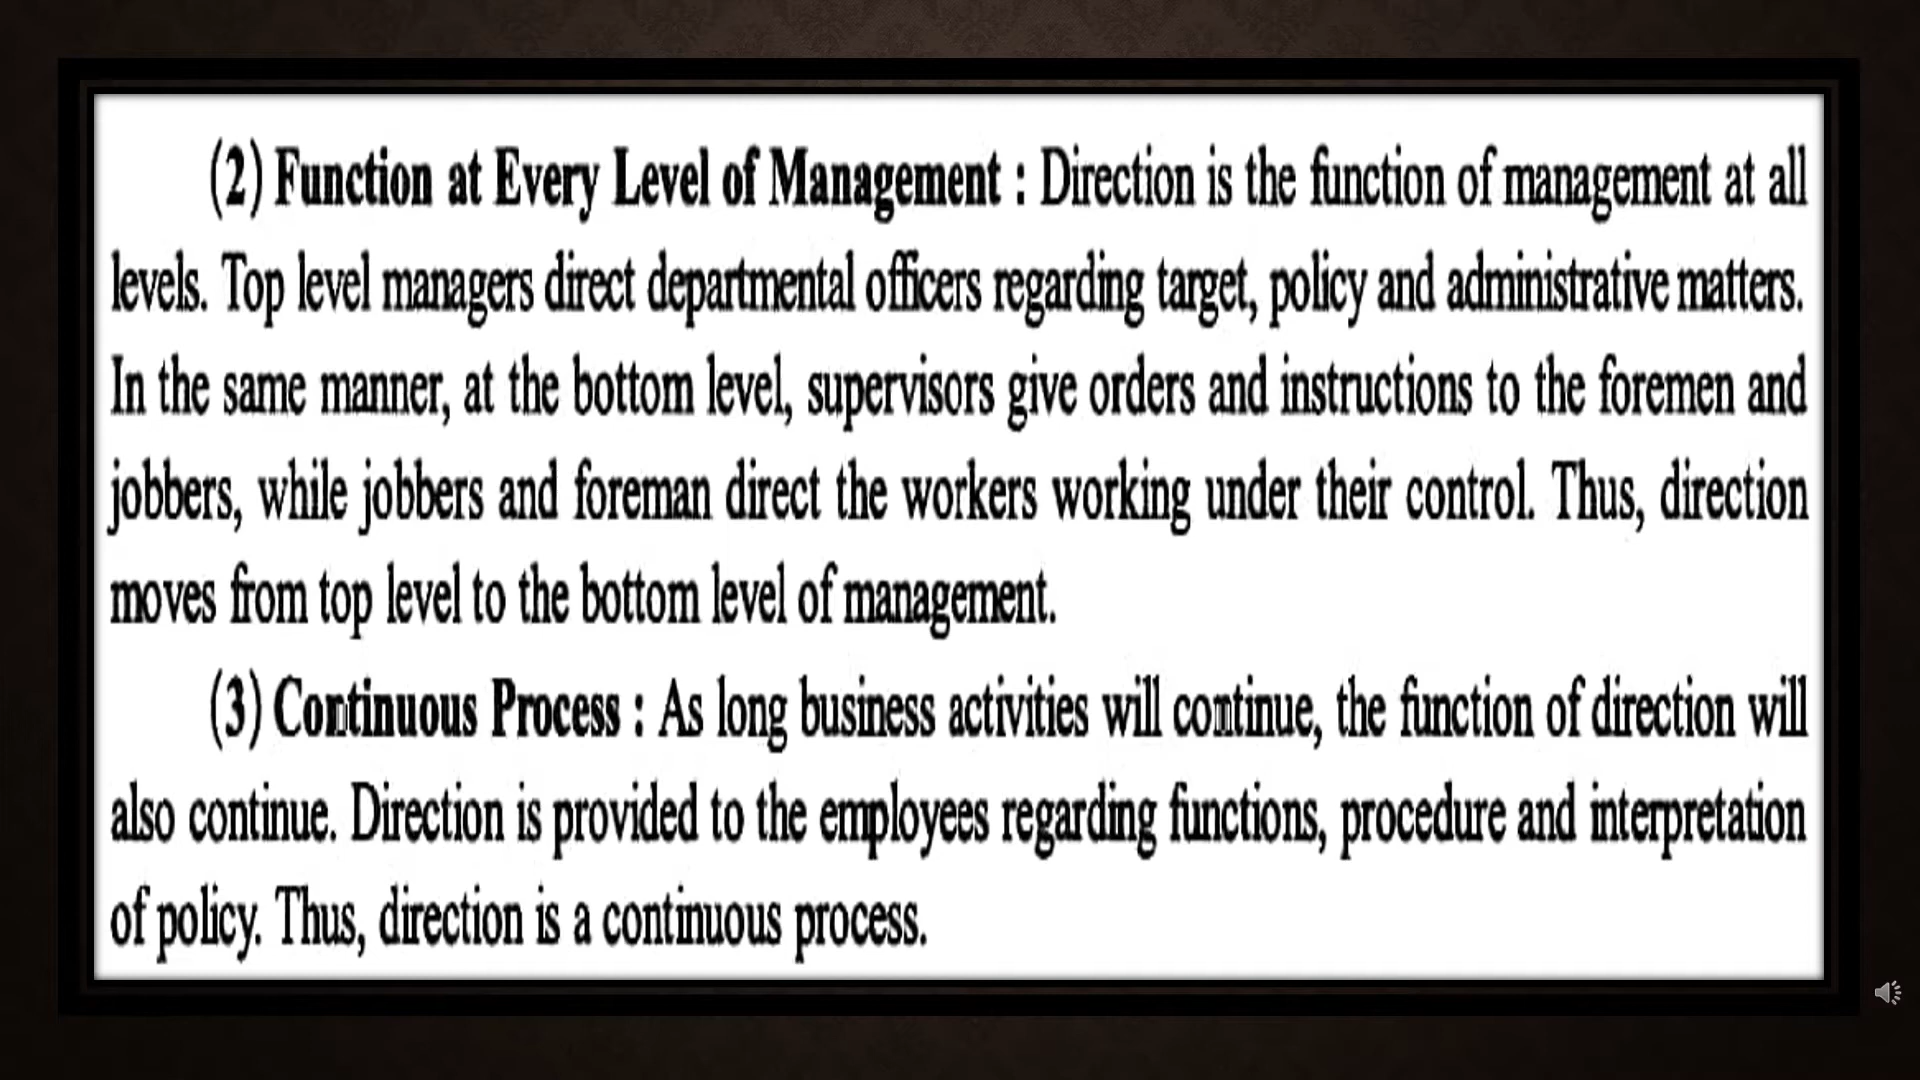 (2) Function at Every Level of Management : Direction is the function of management at all
levels. Top level managers direct departmental officers regarding target, policy and administrative matters.
In the same manner, at the bottom level, supervisors give orders and instructions to the foremen and
jobbers, while jobbers and foreman direct the workers working under their control. Thus, direction
moves from top level to the bottom level of management.
(3) Continuous Process : As long business activities will continue, the function of direction will
also continue. Direction is provided to the employees regarding functions, procedure and interpretation
of policy. Thus, direction is a continuous process.